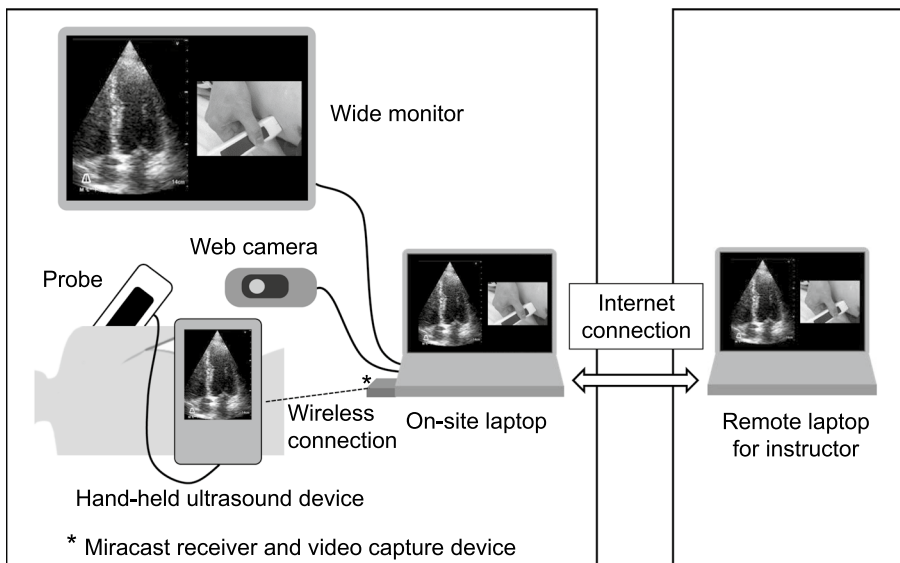 Wide monitor
Web camera
Probe
Internet
connection
*
Wireless
connection
On-site laptop
Remote laptop
for instructor
Hand-held ultrasound device
* Miracast receiver and video capture device
14cm